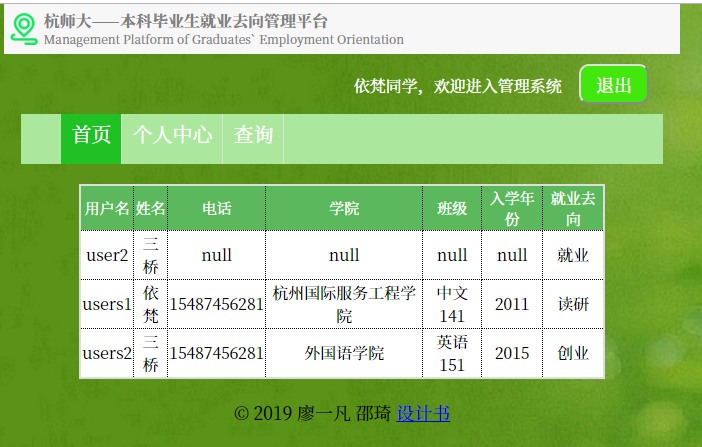 杭师大——本科毕业生就业去向管理平台
Management Platform of Graduates` Employment Orientation
依梵同学，欢迎进入管理系统 退出
首页 个人中心 查询
用户名 姓名 电话 学院 班级 入学年
份 就业去
向
user2 三
桥 null null null null 就业
users1 依
梵 15487456281 杭州国际服务工程学
院 中文
141 2011 读研
users2 三
桥 15487456281 外国语学院 英语
151 2015 创业
© 2019 廖一凡 邵琦 设计书